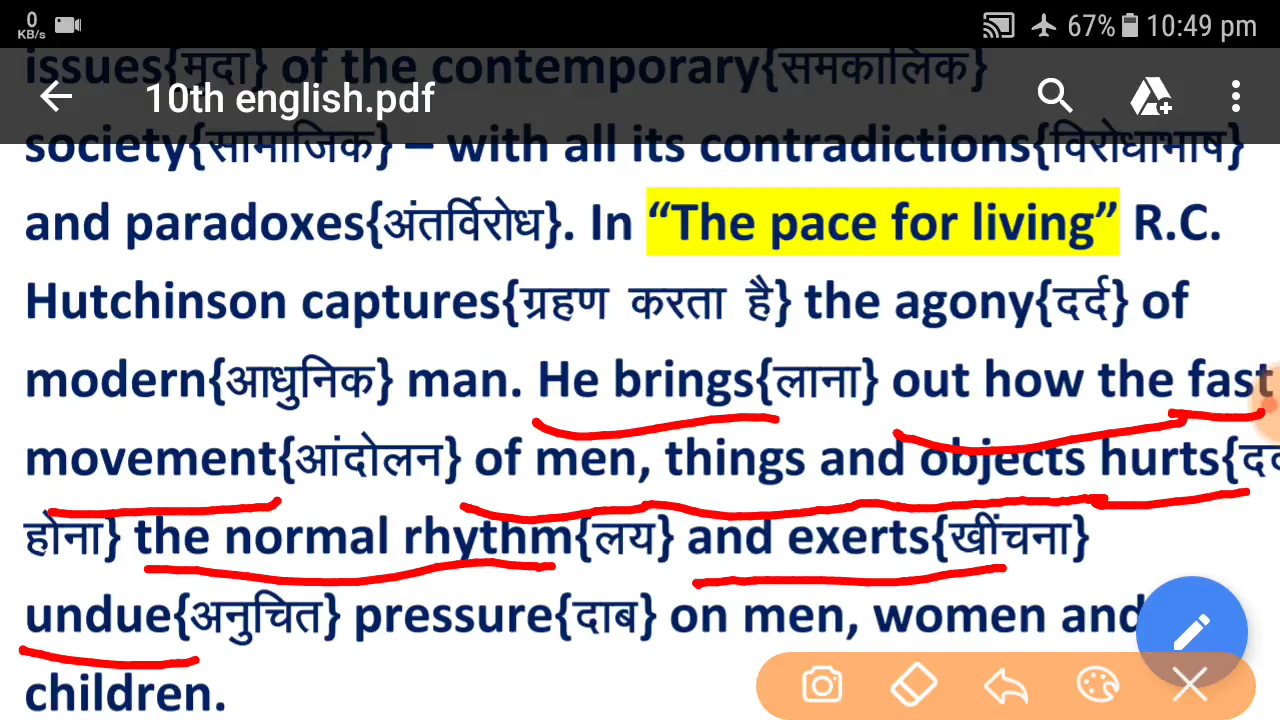 0
KB/s
67% 10:49 pm
issues{मुद्दा} of the contemporary{समकालिक}
10th english.pdf
society{सामाजिक} – with all its contradictions{विरोधाभाष}
and paradoxes{अंतर्विरोध}. In “The pace for living” R.C.
Hutchinson captures{ग्रहण करता है} the agony{दर्द} of
modern{आधुनिक} man. He brings{लाना} out how the fast
movement{आंदोलन} of men, things and objects hurts{
होना} the normal rhythm{लय} and exerts{खींचना}
undue{अनुचित} pressure{दाब} on men, women and
children.